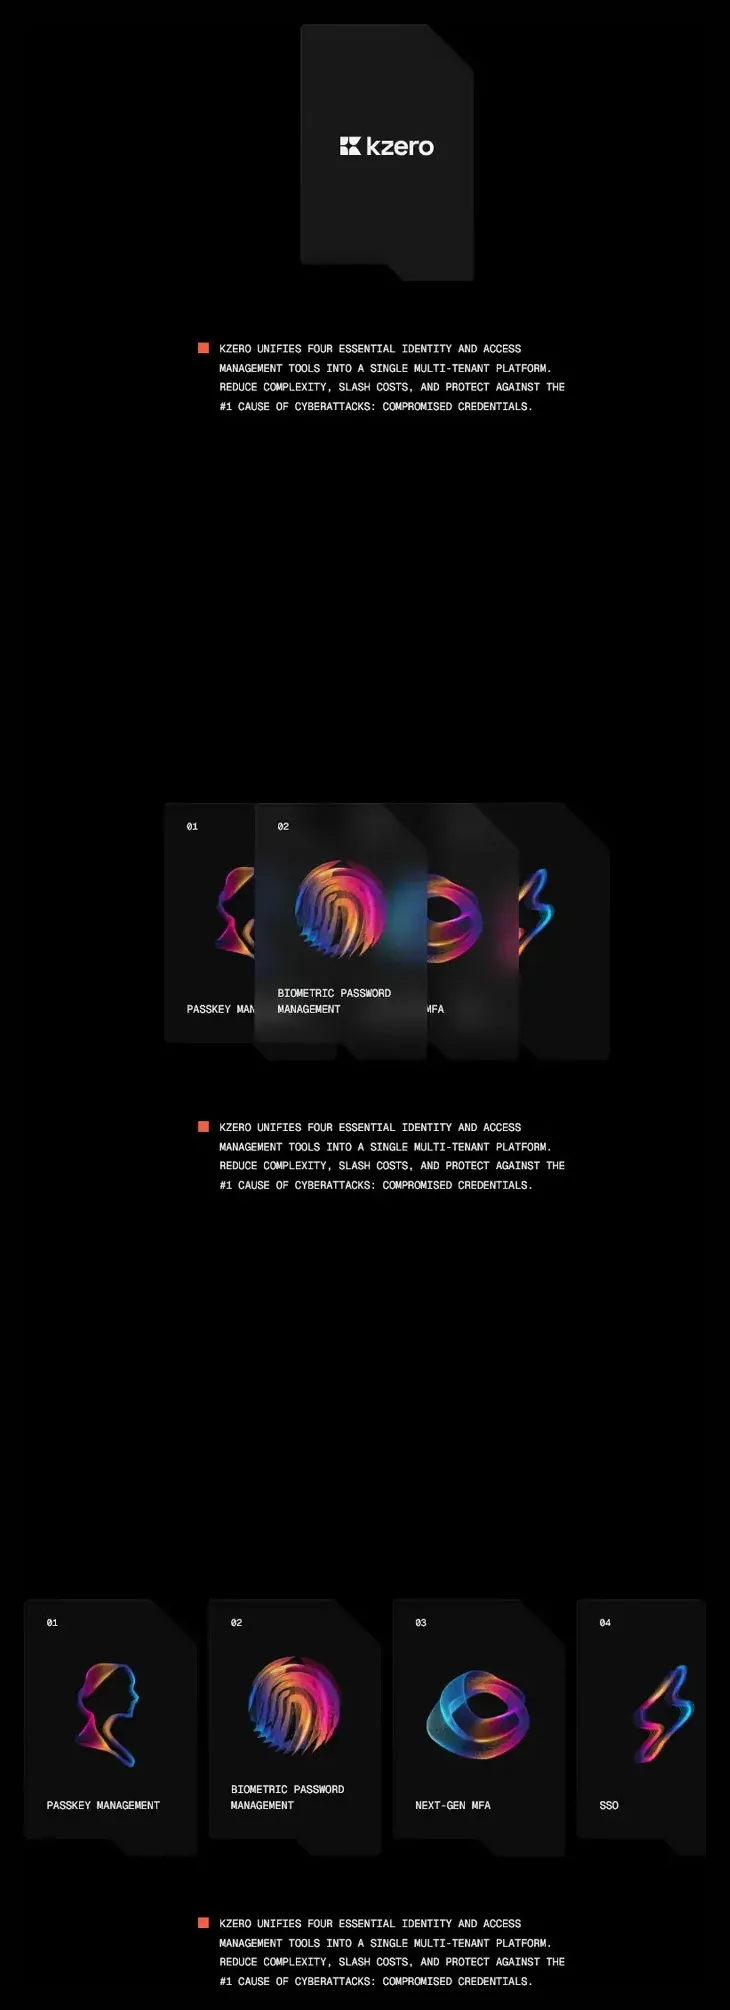 kzero
KZERO UNIFIES FOUR ESSENTIAL IDENTITY AND ACCESS
MANAGEMENT TOOLS INTO A SINGLE MULTI-TENANT PLATFORM.
REDUCE COMPLEXITY, SLASH COSTS, AND PROTECT AGAINST THE
#1 CAUSE OF CYBERATTACKS: COMPROMISED CREDENTIALS.
01
PASSKEY MAN
02
BIOMETRIC PASSWORD
MANAGEMENT
MFA
KZERO UNIFIES FOUR ESSENTIAL IDENTITY AND ACCESS
MANAGEMENT TOOLS INTO A SINGLE MULTI-TENANT PLATFORM.
REDUCE COMPLEXITY, SLASH COSTS, AND PROTECT AGAINST THE
#1 CAUSE OF CYBERATTACKS: COMPROMISED CREDENTIALS.
01
PASSKEY MANAGEMENT
02
BIOMETRIC PASSWORD
MANAGEMENT
03
NEXT-GEN MFA
04
SSO
KZERO UNIFIES FOUR ESSENTIAL IDENTITY AND ACCESS
MANAGEMENT TOOLS INTO A SINGLE MULTI-TENANT PLATFORM.
REDUCE COMPLEXITY, SLASH COSTS, AND PROTECT AGAINST THE
#1 CAUSE OF CYBERATTACKS: COMPROMISED CREDENTIALS.